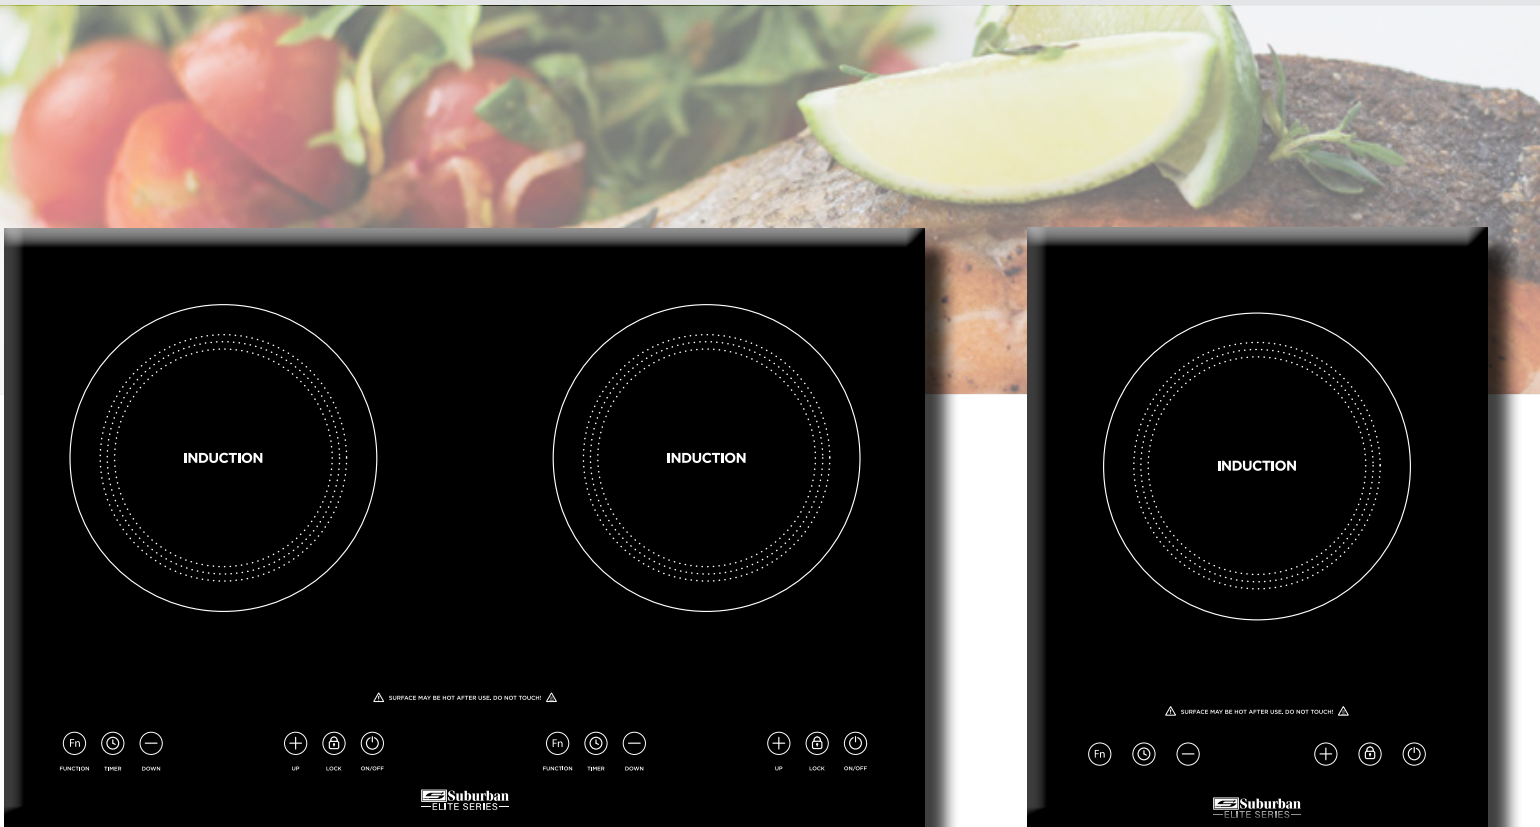 INDUCTION
INDUCTION
SURFACE MAY BE HOT AFTER USE. DO NOT TOUCH!
Fn
FUNCTION TIMER DOWN
UP LOCK ON/OFF
Fn
FUNCTION TIMER DOWN
UP LOCK ON/OFF
Suburban
ELITE SERIES
INDUCTION
SURFACE MAY BE HOT AFTER USE. DO NOT TOUCH!
Fn
Suburban
ELITE SERIES